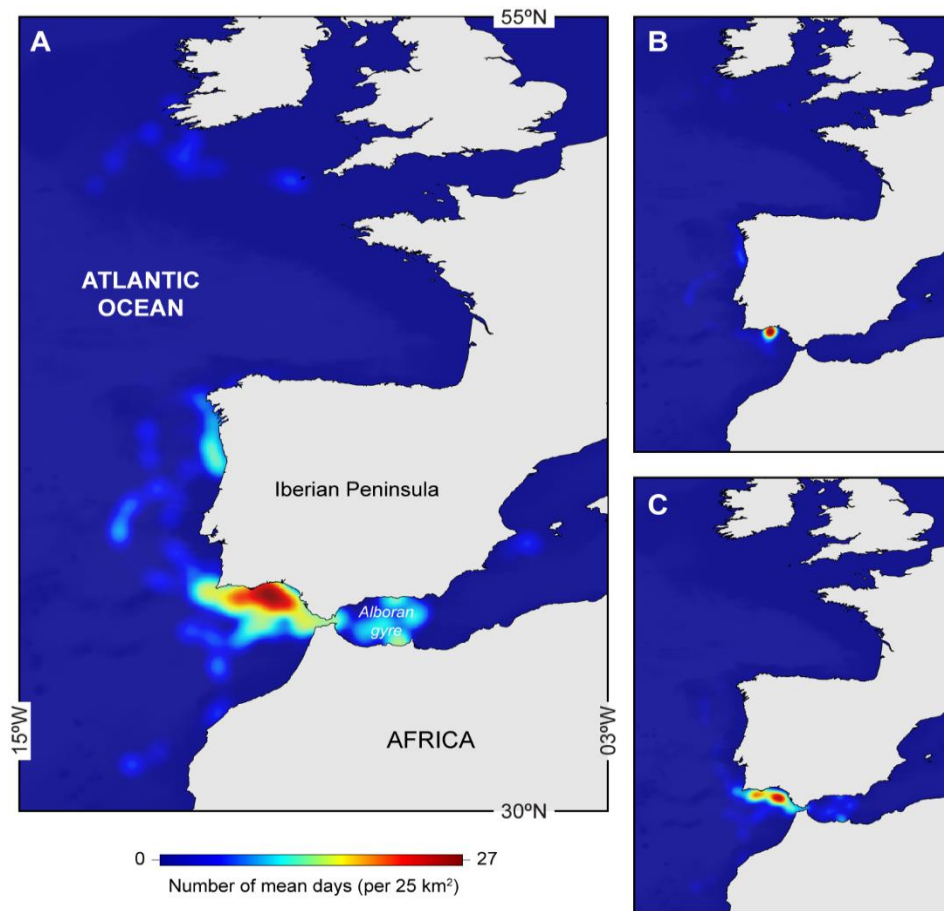 A
55ºN
ATLANTIC
OCEAN
Iberian Peninsula
Alboran
gyre
AFRICA
15ºW
03ºW
30ºN
0
27
Number of mean days (per 25 km²)
B
C